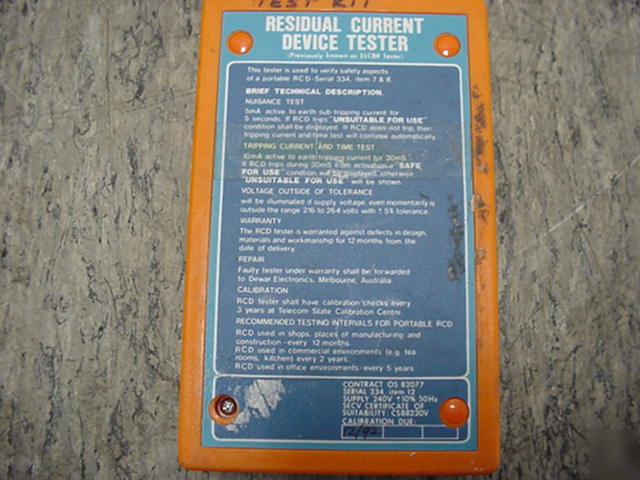 TEST KIT
RESIDUAL CURRENT
DEVICE TESTER
(Previously known as ELCBR Tester)
This tester is used to verify safety aspects
of a portable RCD-Serial 334, item 7 & 8.
BRIEF TECHNICAL DESCRIPTION.
NUISANCE TEST
5mA active to earth sub-tripping current for
5 seconds. If RCD trips "UNSUITABLE FOR USE"
condition shall be displayed. If RCD does not trip, then
tripping current and time test will continue automatically.
TRIPPING CURRENT AND TIME TEST
10mA active to earth tripping current for 30mS.
If RCD trips during 30mS from activation a "SAFE
FOR USE" condition will be displayed, otherwise
"UNSUITABLE FOR USE" will be shown.
VOLTAGE OUTSIDE OF TOLERANCE
will be illuminated if supply voltage, even momentarily is
outside the range 216 to 264 volts with ±5% tolerance.
WARRANTY
The RCD tester is warranted against defects in design,
materials and workmanship for 12 months from the
date of delivery.
REPAIR
Faulty tester under warranty shall be forwarded
to Dewar Electronics, Melbourne, Australia
CALIBRATION
RCD tester shall have calibration checks every
3 years at Telecom State Calibration Centre.
RECOMMENDED TESTING INTERVALS FOR PORTABLE RCD
RCD used in shops, places of manufacturing and
construction - every 12 months.
RCD used in commercial environments (e.g. tea
rooms, kitchen) every 2 years.
RCD used in office environments - every 5 years.
CONTRACT OS 82077
SERIAL 334, item 12
SUPPLY 240V ±10% 50Hz
SECV CERTIFICATE OF
SUITABILITY: CS88220V
CALIBRATION DUE:
12/92